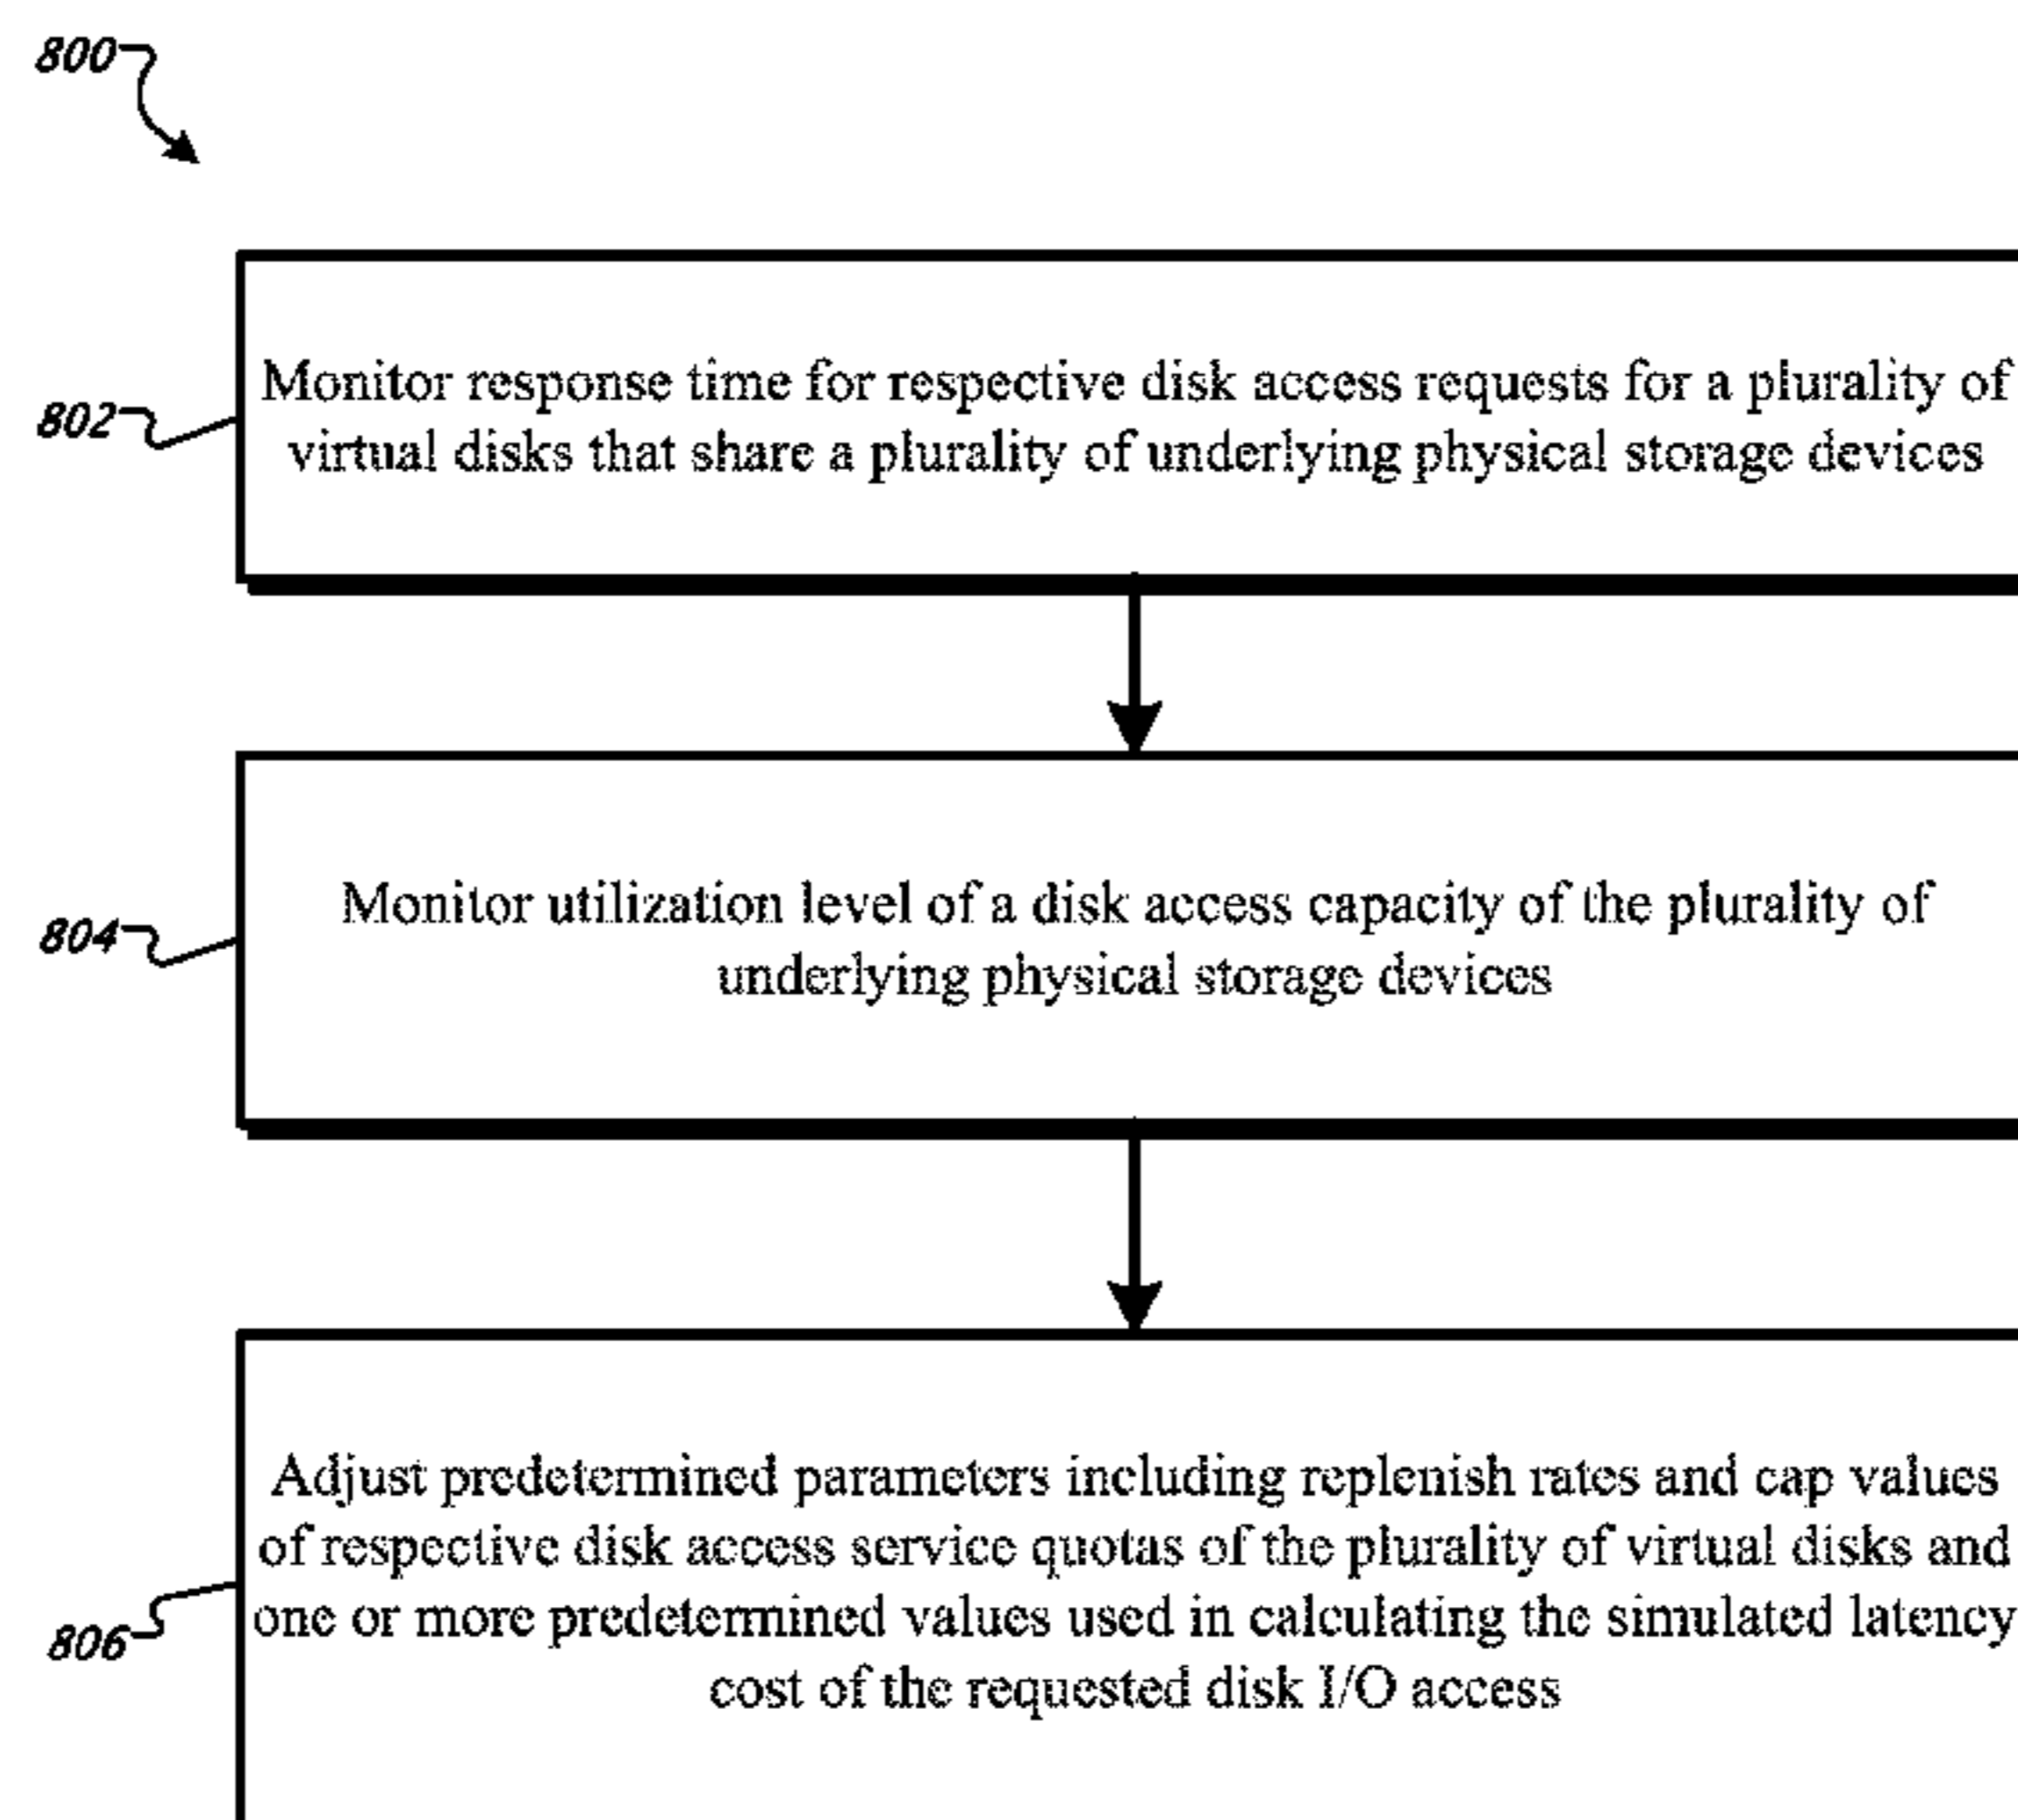 800
802
Monitor response time for respective disk access requests for a plurality of
virtual disks that share a plurality of underlying physical storage devices
804
Monitor utilization level of a disk access capacity of the plurality of
underlying physical storage devices
806
Adjust predetermined parameters including replenish rates and cap values
of respective disk access service quotas of the plurality of virtual disks and
one or more predetermined values used in calculating the simulated latency
cost of the requested disk I/O access